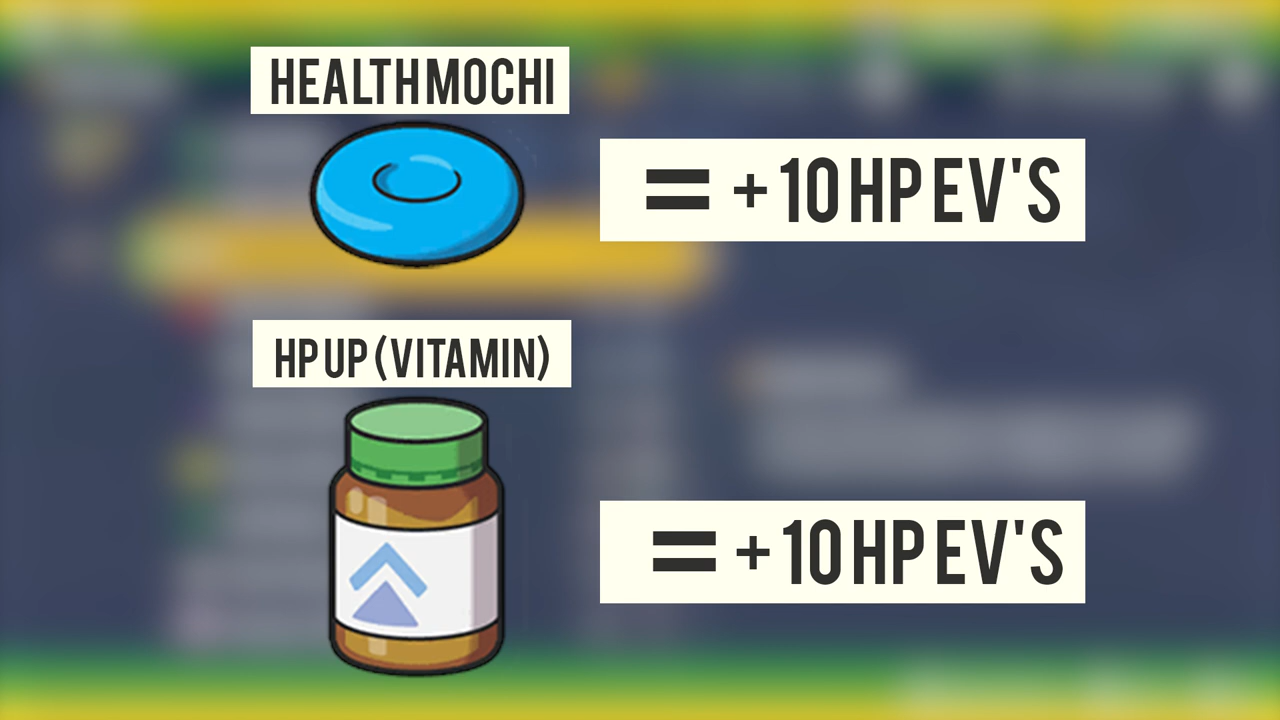 HEALTH MOCHI
= +10 HP EV'S
HP UP (VITAMIN)
= +10 HP EV'S